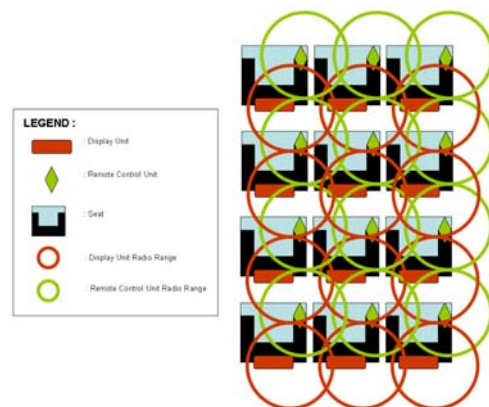 LEGEND :
: Display Unit
: Remote Control Unit
: Seat
: Display Unit Radio Range
: Remote Control Unit Radio Range